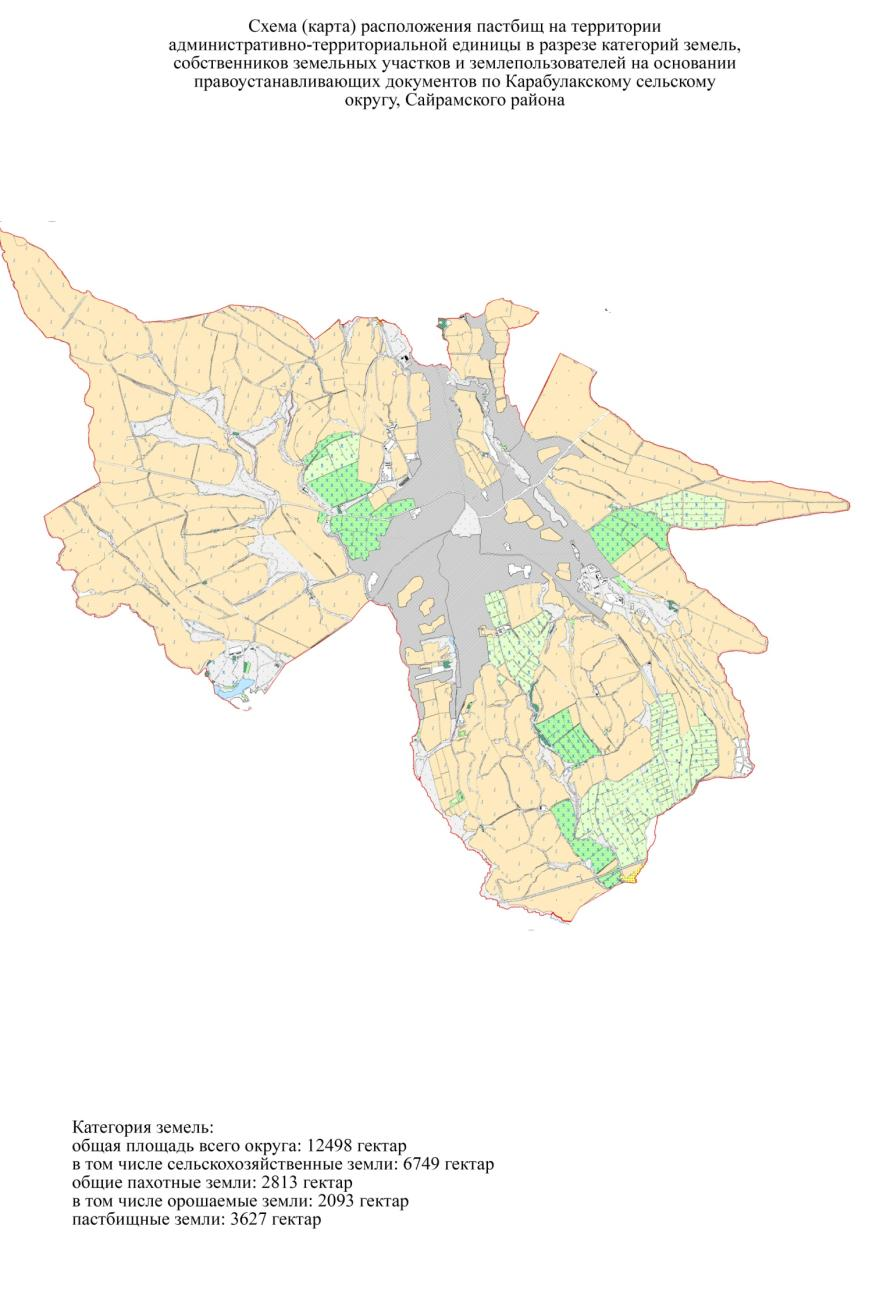 Схема (карта) расположения пастбищ на территории
административно-территориальной единицы в разрезе категорий земель,
собственников земельных участков и землепользователей на основании
правоустанавливающих документов по Карабулакскому сельскому
округу, Сайрамского района
Категория земель:
общая площадь всего округа: 12498 гектар
в том числе сельскохозяйственные земли: 6749 гектар
общие пахотные земли: 2813 гектар
в том числе орошаемые земли: 2093 гектар
пастбищные земли: 3627 гектар